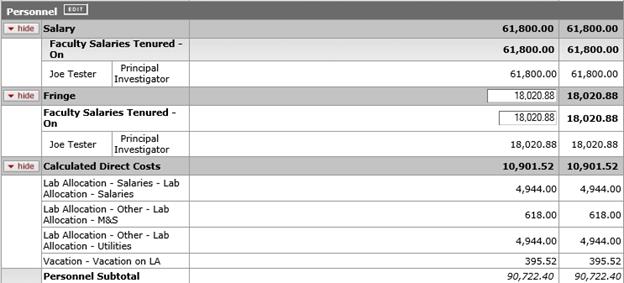 Personnel EDIT
hide Salary 61,800.00 61,800.00
Faculty Salaries Tenured - 61,800.00 61,800.00
On
Joe Tester Principal 61,800.00 61,800.00
Investigator
hide Fringe 18,020.88 18,020.88
Faculty Salaries Tenured - 18,020.88 18,020.88
On
Joe Tester Principal 18,020.88 18,020.88
Investigator
hide Calculated Direct Costs 10,901.52 10,901.52
Lab Allocation - Salaries - Lab 4,944.00 4,944.00
Allocation - Salaries
Lab Allocation - Other - Lab 618.00 618.00
Allocation - M&S
Lab Allocation - Other - Lab 4,944.00 4,944.00
Allocation - Utilities
Vacation - Vacation on LA 395.52 395.52
Personnel Subtotal 90,722.40 90,722.40